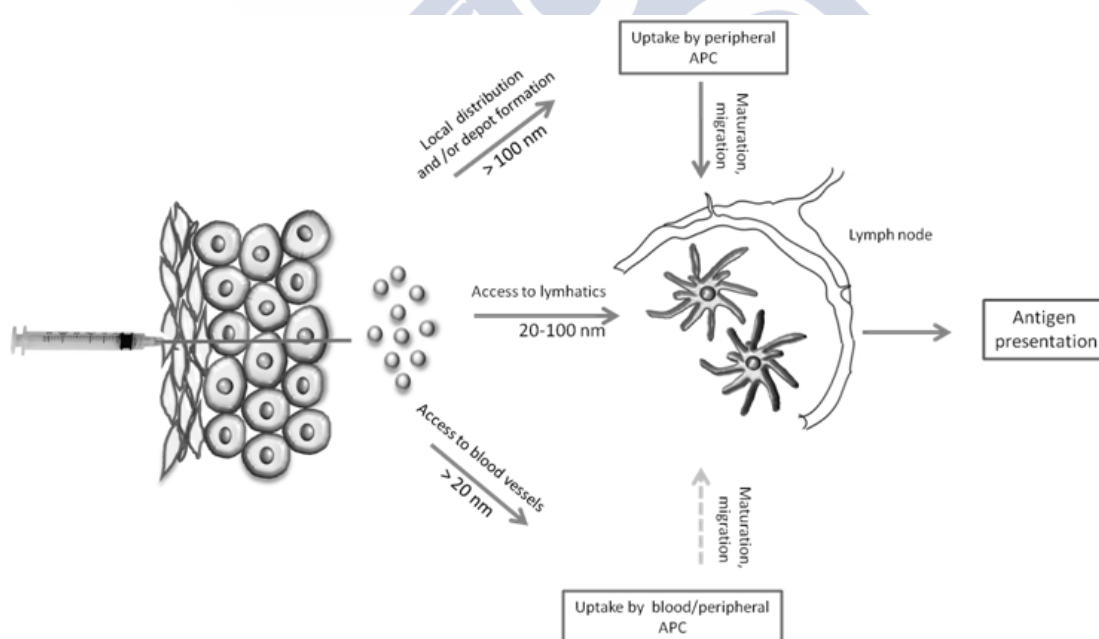 Uptake by peripheral
APC
Local distribution
and /or depot formation
> 100 nm
Maturation,
migration
Lymph node
Access to lymhatics
20-100 nm
Antigen
presentation
Access to blood vessels
> 20 nm
Maturation,
migration
Uptake by blood/peripheral
APC